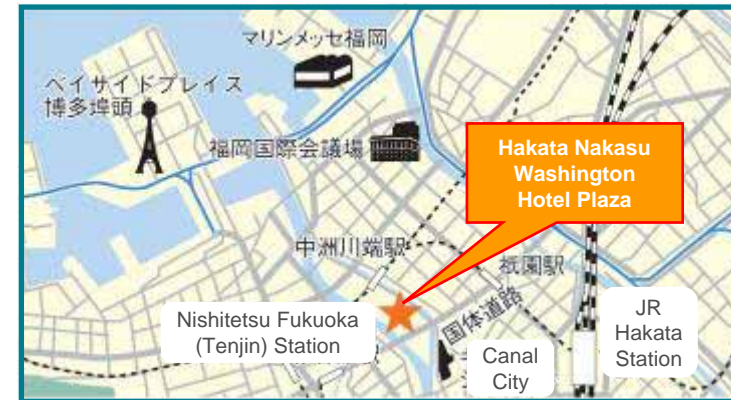 マリンメッセ福岡
ベイサイドプレイス
博多埠頭
福岡国際会議場
Hakata Nakasu
Washington
Hotel Plaza
中洲川端駅
祇園駅
Nishitetsu Fukuoka
(Tenjin) Station
国体道路
Canal
City
JR
Hakata
Station